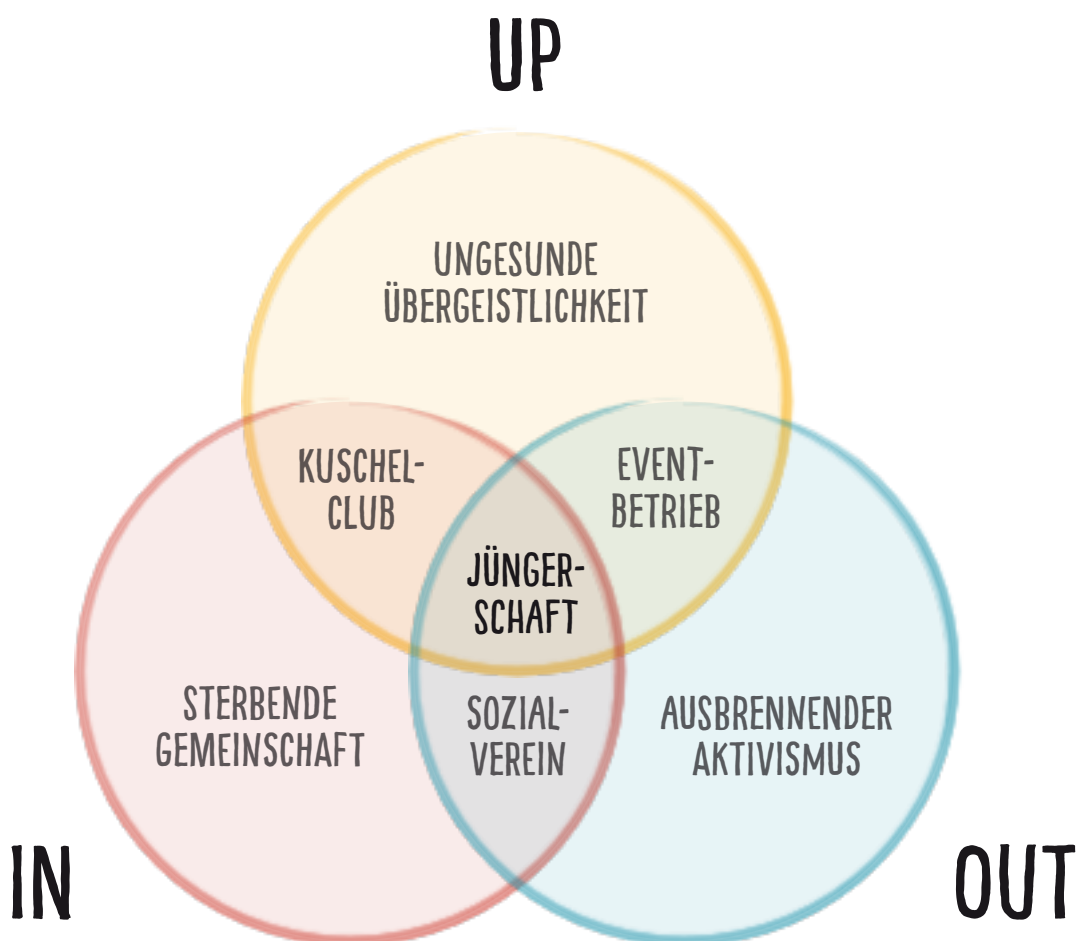 UP
UNGESUNDE
ÜBERGEISTLICHKEIT
KUSCHEL-
CLUB
EVENT-
BETRIEB
JÜNGER-
SCHAFT
STERBENDE
GEMEINSCHAFT
SOZIAL-
VEREIN
AUSBRENNENDER
AKTIVISMUS
IN
OUT